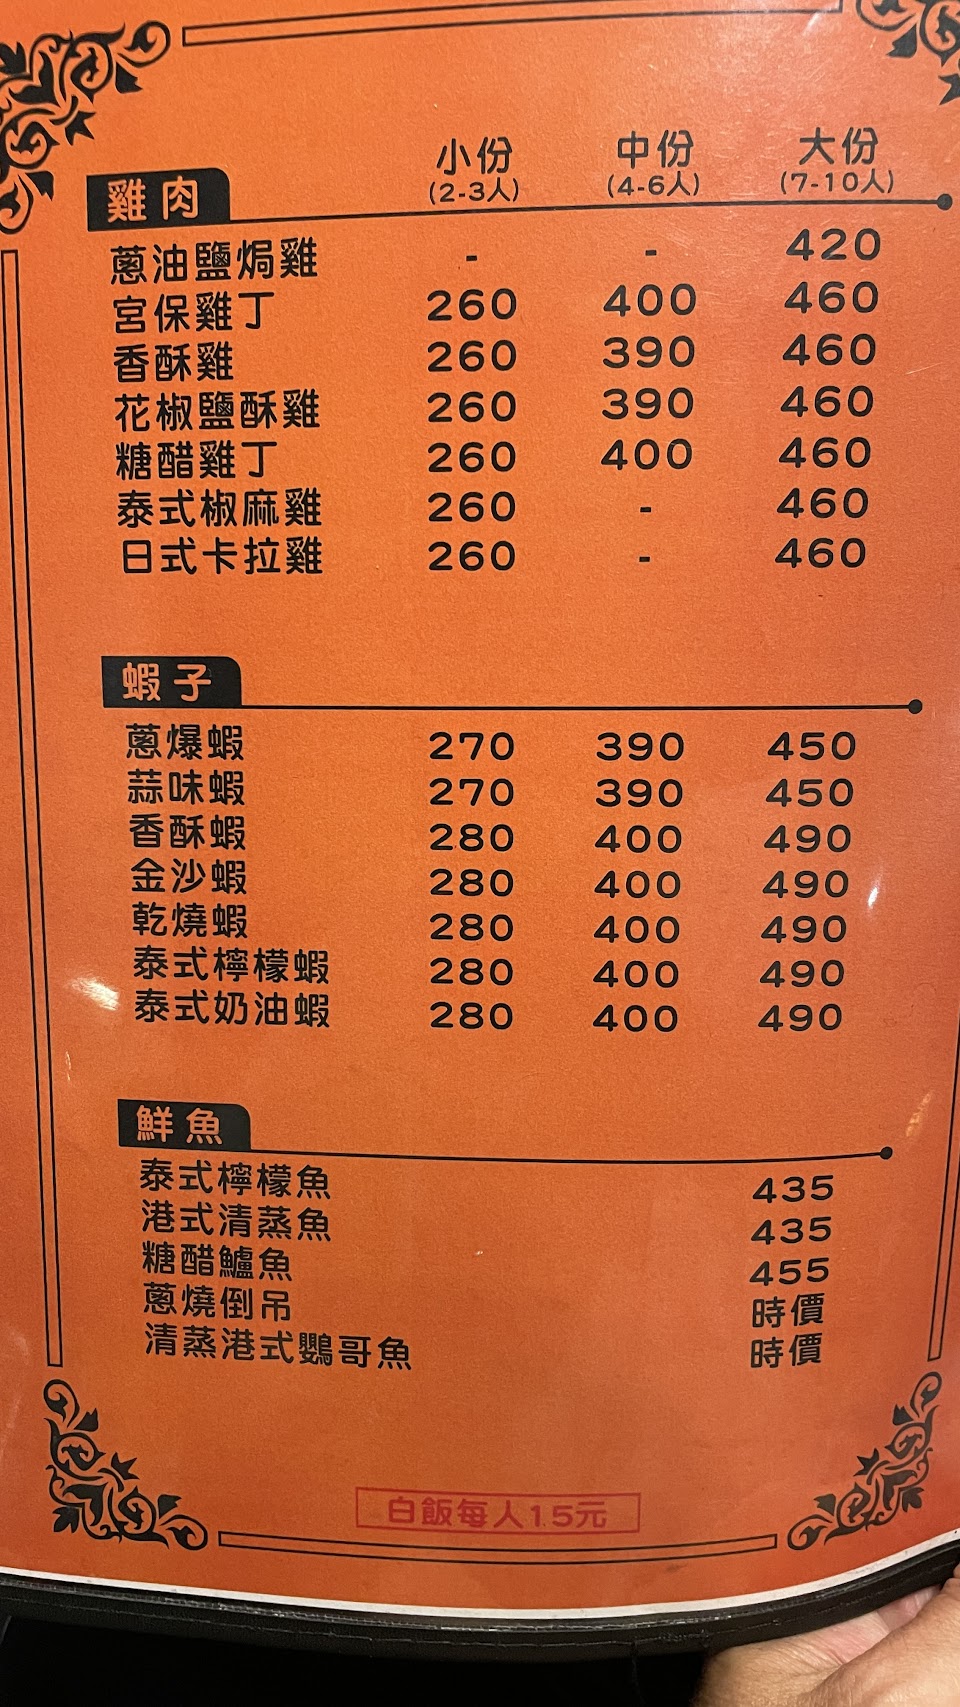 小份 中份 大份
(2-3人) (4-6人) (7-10人)
雞肉
蔥油鹽焗雞 - - 420
宮保雞丁 260 400 460
香酥雞 260 390 460
花椒鹽酥雞 260 390 460
糖醋雞丁 260 400 460
泰式椒麻雞 260 - 460
日式卡拉雞 260 - 460
蝦子
蔥爆蝦 270 390 450
蒜味蝦 270 390 450
香酥蝦 280 400 490
金沙蝦 280 400 490
乾燒蝦 280 400 490
泰式檸檬蝦 280 400 490
泰式奶油蝦 280 400 490
鮮魚
泰式檸檬魚 435
港式清蒸魚 435
糖醋鱸魚 455
蔥燒倒吊 時價
清蒸港式鸚哥魚 時價
白飯每人15元